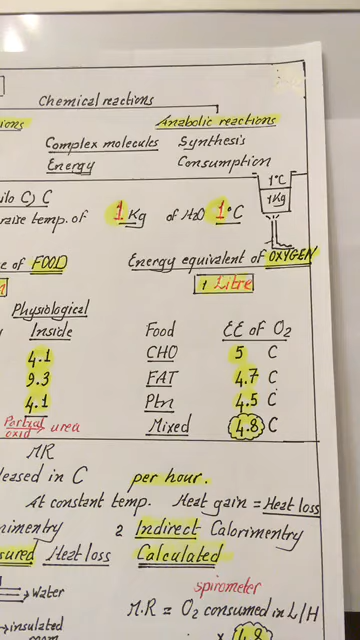 Chemical reactions
ions
Anabolic reactions
Complex molecules Synthesis
Energy Consumption
1°C
1Kg
ilo C) C
raise temp. of 1 Kg of H2O 1°C
e of FOOD
Energy equivalent of OXYGEN
1 Litre
Physiological
Inside Food EE of O2
4.1 CHO 5 C
9.3 FAT 4.7 C
4.1 Ptn 4.5 C
Partial oxid urea Mixed 4.8 C
MR
leased in C per hour.
At constant temp. Heat gain = Heat loss
rimentry 2 Indirect Calorimentry
sured Heat loss Calculated
→ Water
spirometer
M.R = O2 consumed in L/H
→ insulated
x 4.8